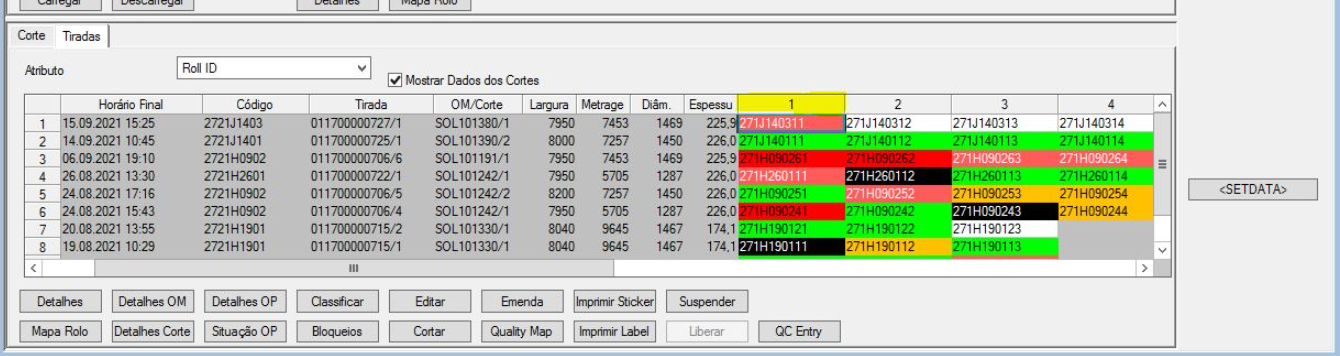 Carregar Descarregar Detalhes Mapa Rolo
Corte Tiradas
Atributo Roll ID Mostrar Dados dos Cortes
Horário Final Código Tirada OM/Corte Largura Metrage Diâm. Espessu 1 2 3 4
1 15.09.2021 15:25 2721J1403 011700000727/1 SOL101380/1 7950 7453 1469 225,9 271J140311 271J140312 271J140313 271J140314
2 14.09.2021 10:45 2721J1401 011700000725/1 SOL101390/2 8000 7257 1450 226,0 271J140111 271J140112 271J140113 271J140114
3 06.09.2021 19:10 2721H0902 011700000706/6 SOL101191/1 7950 7453 1469 225,9 271H090261 271H090262 271H090263 271H090264
4 26.08.2021 13:30 2721H2601 011700000722/1 SOL101242/1 7950 5705 1287 226,0 271H260111 271H260112 271H260113 271H260114
5 24.08.2021 17:16 2721H0902 011700000706/5 SOL101242/2 8200 7257 1450 226,0 271H090251 271H090252 271H090253 271H090254
6 24.08.2021 15:43 2721H0902 011700000706/4 SOL101242/1 7950 5705 1287 226,0 271H090241 271H090242 271H090243 271H090244
7 20.08.2021 13:55 2721H1901 011700000715/2 SOL101330/1 8040 9645 1467 174,1 271H190121 271H190122 271H190123
8 19.08.2021 10:29 2721H1901 011700000715/1 SOL101330/1 8040 9645 1467 174,1 271H190111 271H190112 271H190113
<SETDATA>
Detalhes Detalhes OM Detalhes OP Classificar Editar Emenda Imprimir Sticker Suspender
Mapa Rolo Detalhes Corte Situação OP Bloqueios Cortar Quality Map Imprimir Label Liberar QC Entry